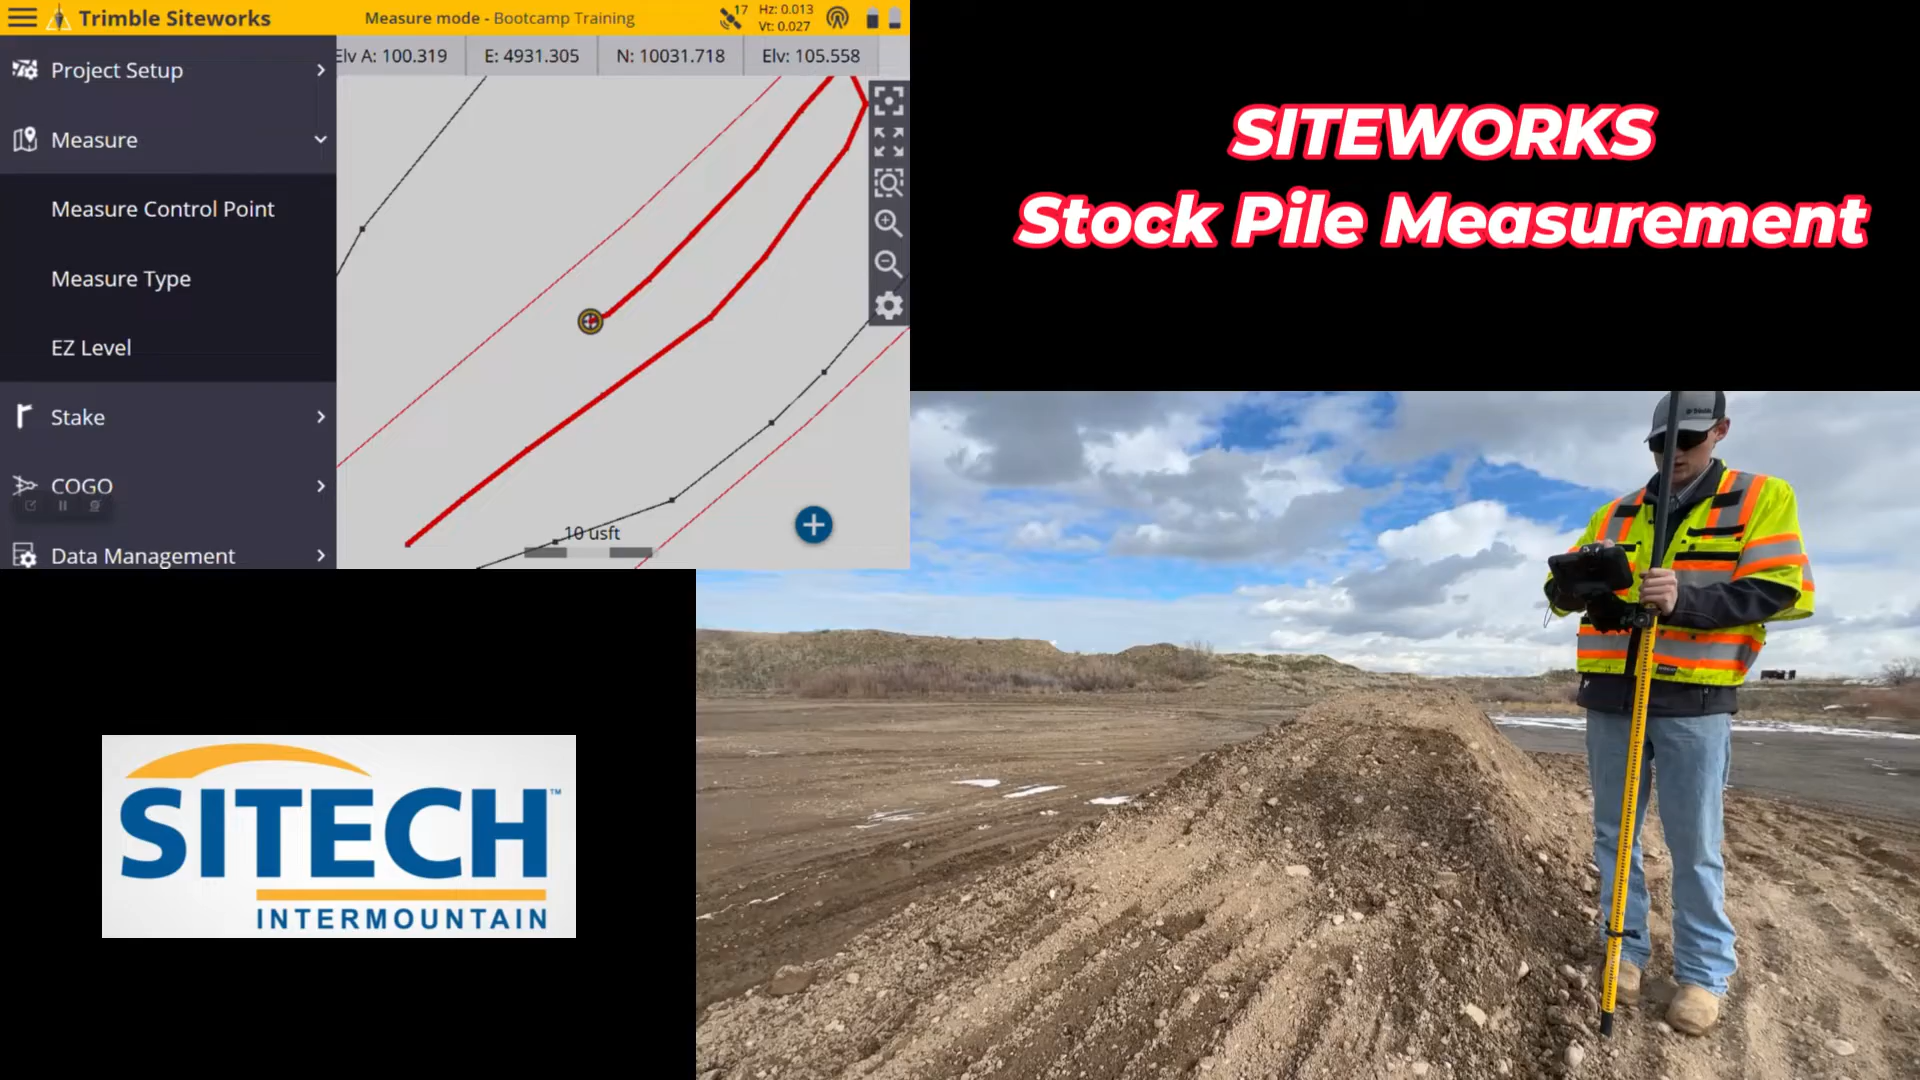 Trimble Siteworks
Measure mode - Bootcamp Training
17
Hz: 0.013
Vt: 0.027
Elv A: 100.319
E: 4931.305
N: 10031.718
Elv: 105.558
Project Setup
Measure
Measure Control Point
Measure Type
EZ Level
Stake
COGO
Data Management
10 usft
SITEWORKS
Stock Pile Measurement
SITECH™
INTERMOUNTAIN